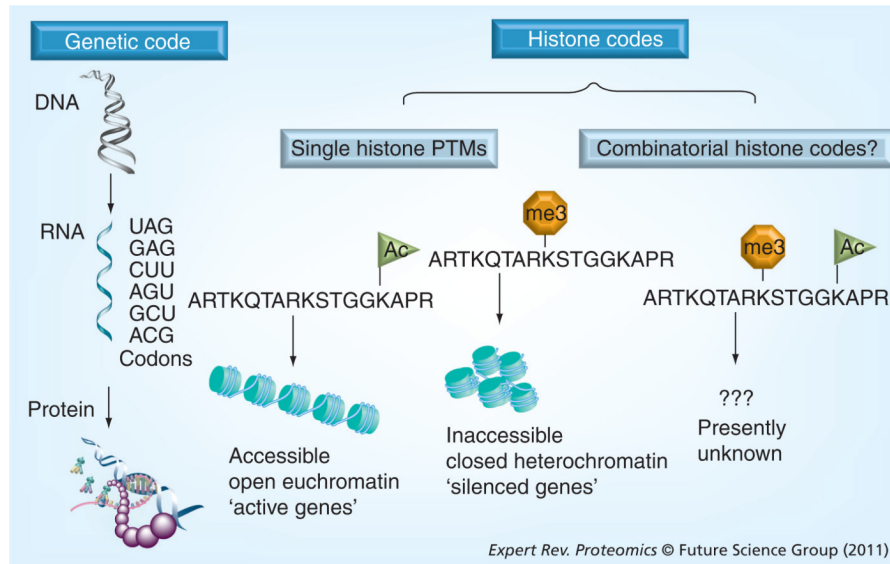 Genetic code
Histone codes
DNA
Single histone PTMs
Combinatorial histone codes?
RNA
UAG
GAG
CUU
AGU
GCU
ACG
Codons
Ac
ARTKQTARKSTGGKAPR
me3
ARTKQTARKSTGGKAPR
me3
Ac
ARTKQTARKSTGGKAPR
Protein
Accessible
open euchromatin
‘active genes’
Inaccessible
closed heterochromatin
‘silenced genes’
???
Presently
unknown
Expert Rev. Proteomics © Future Science Group (2011)